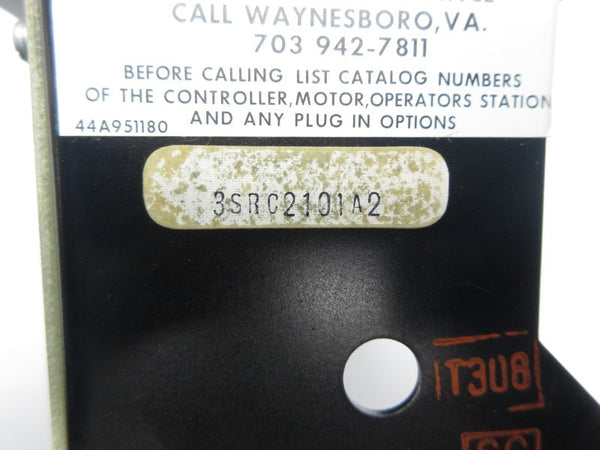 CALL WAYNESBORO,VA.
703 942-7811
BEFORE CALLING LIST CATALOG NUMBERS
OF THE CONTROLLER,MOTOR,OPERATORS STATION
44A951180 AND ANY PLUG IN OPTIONS
3SRC2101A2
T3U8